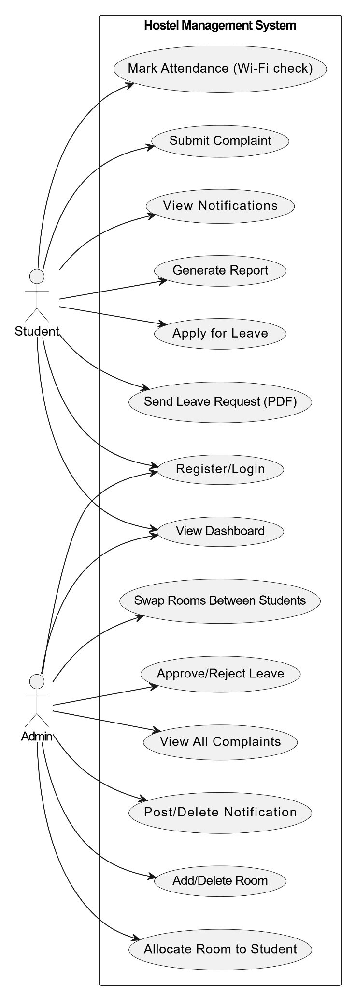 Hostel Management System
Mark Attendance (Wi-Fi check)
Submit Complaint
View Notifications
Generate Report
Student
Apply for Leave
Send Leave Request (PDF)
Register/Login
View Dashboard
Swap Rooms Between Students
Approve/Reject Leave
Admin
View All Complaints
Post/Delete Notification
Add/Delete Room
Allocate Room to Student